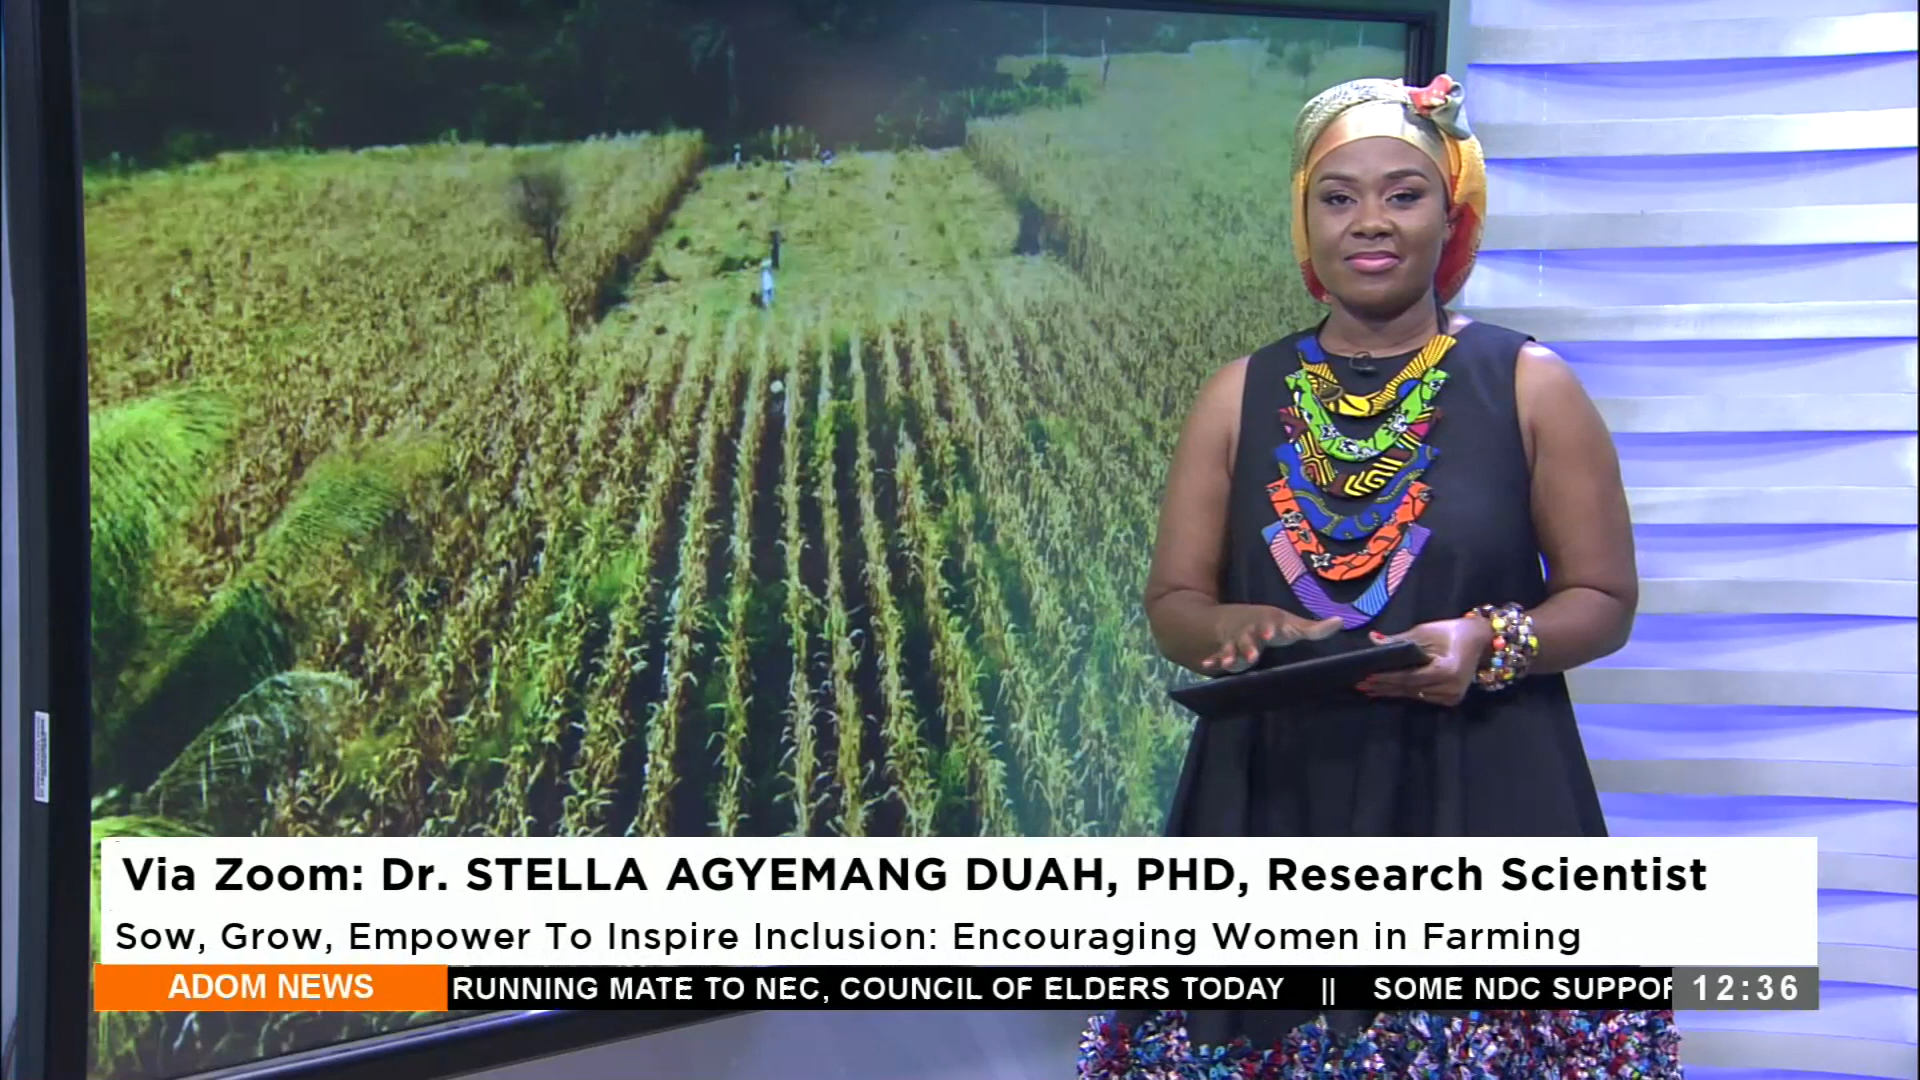 Via Zoom: Dr. STELLA AGYEMANG DUAH, PHD, Research Scientist
Sow, Grow, Empower To Inspire Inclusion: Encouraging Women in Farming
ADOM NEWS RUNNING MATE TO NEC, COUNCIL OF ELDERS TODAY || SOME NDC SUPPOR 12:36